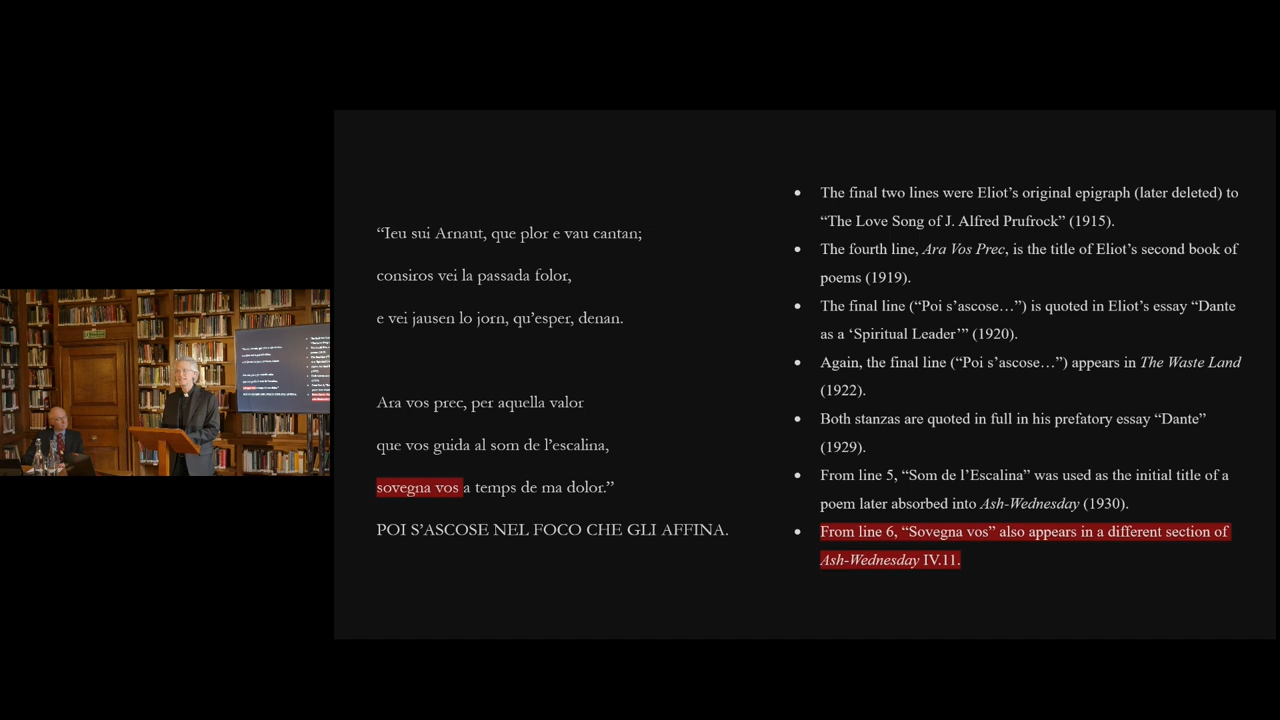 “Ieu sui Arnaut, que plor e vau cantan;
consiros vei la passada folor,
e vei jausen lo jorn, qu’esper, denan.
Ara vos prec, per aquella valor
que vos guida al som de l’escalina,
sovegna vos a temps de ma dolor.”
POI S’ASCOSE NEL FOCO CHE GLI AFFINA.
• The final two lines were Eliot’s original epigraph (later deleted) to
“The Love Song of J. Alfred Prufrock” (1915).
• The fourth line, Ara Vos Prec, is the title of Eliot’s second book of
poems (1919).
• The final line (“Poi s’ascose…”) is quoted in Eliot’s essay “Dante
as a ‘Spiritual Leader’” (1920).
• Again, the final line (“Poi s’ascose…”) appears in The Waste Land
(1922).
• Both stanzas are quoted in full in his prefatory essay “Dante”
(1929).
• From line 5, “Som de l’Escalina” was used as the initial title of a
poem later absorbed into Ash-Wednesday (1930).
• From line 6, “Sovegna vos” also appears in a different section of
Ash-Wednesday IV.11.